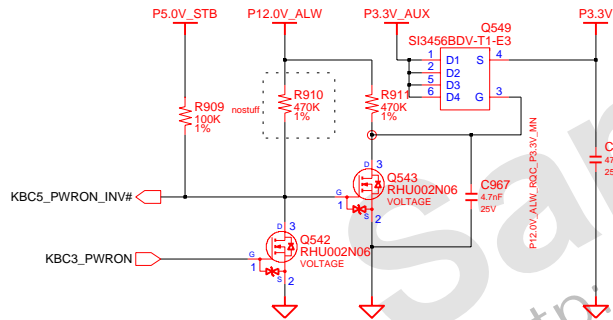 P5.0V_STB
P12.0V_ALW
P3.3V_AUX
P3.3V
Q549
SI3456BDV-T1-E3
1 D1 S 4
2 D2
5 D3
6 D4 G 3
R909
100K
1%
nostuff
R910
470K
1%
R911
470K
1%
P12.0V_ALW_RQC_P3.3V_MN
D 3
Q543
RHU002N06
VOLTAGE
G 1
S 2
C967
4.7nF
25V
KBC5_PWRON_INV#
D 3
Q542
RHU002N06
VOLTAGE
G 1
S 2
KBC3_PWRON